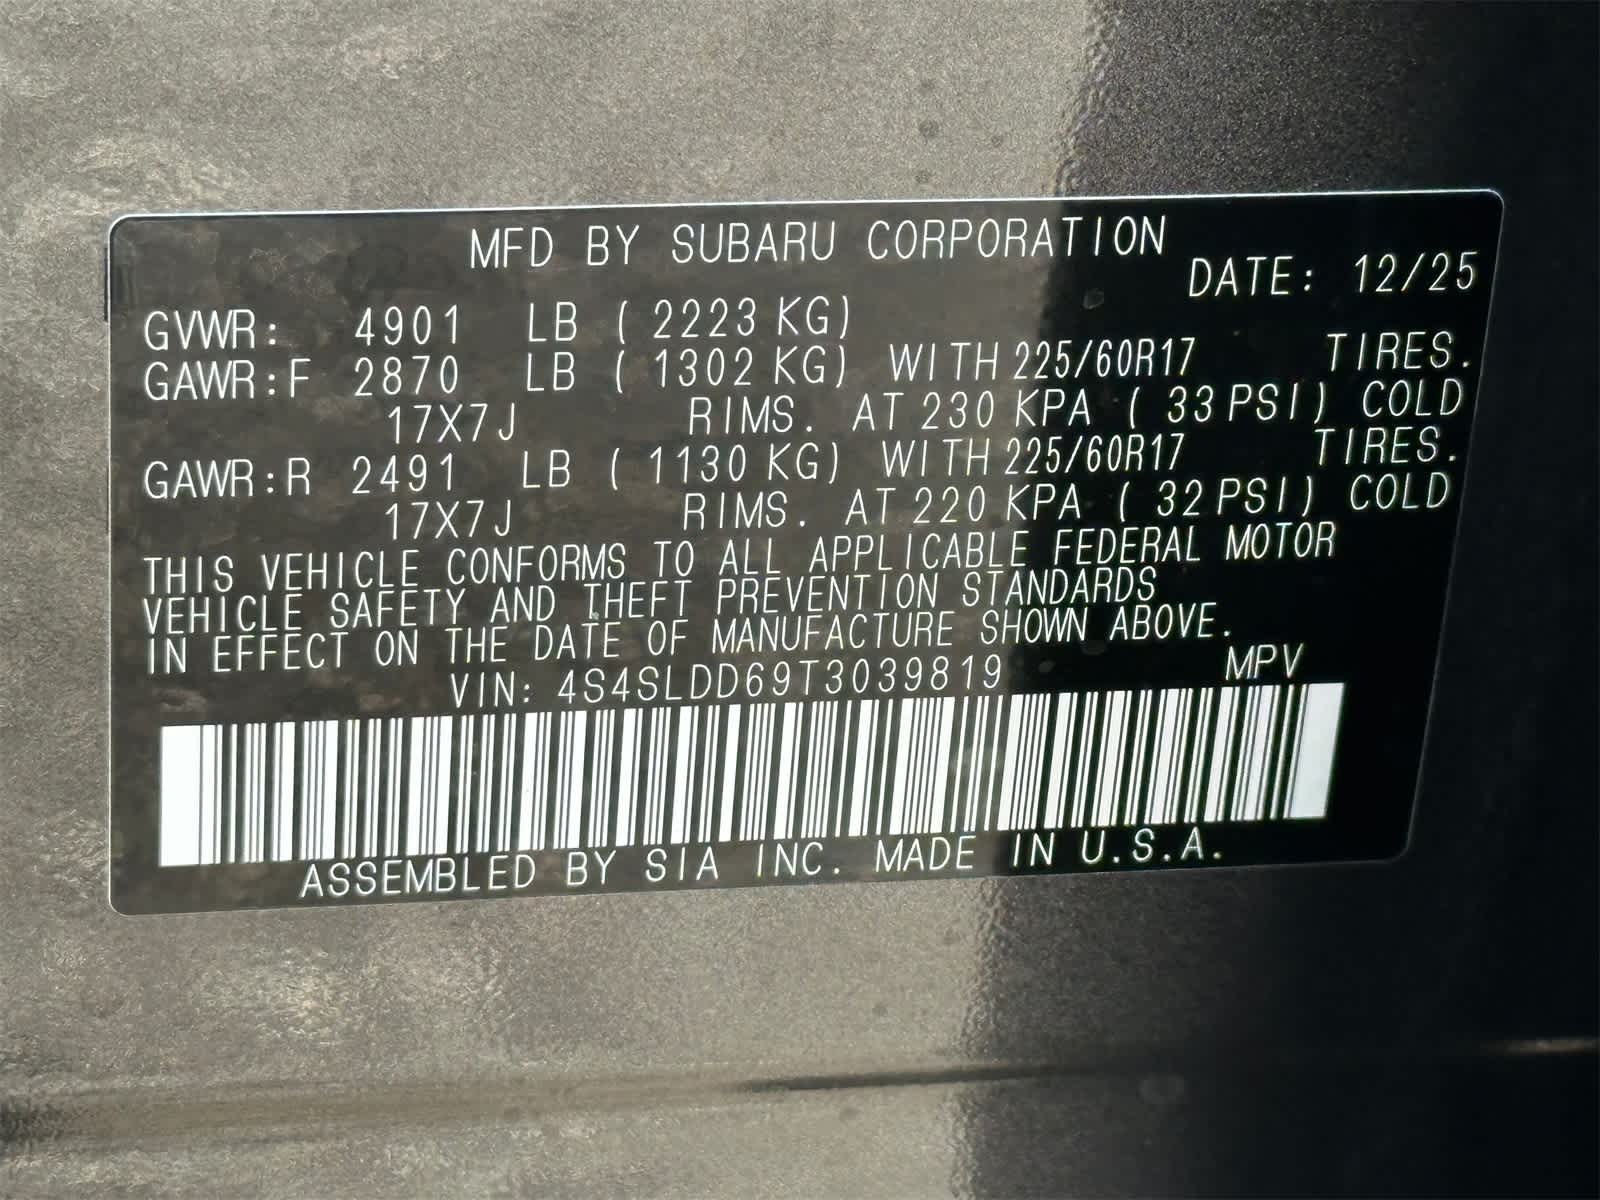 MFD BY SUBARU CORPORATION
DATE: 12/25
GVWR: 4901 LB ( 2223 KG)
GAWR:F 2870 LB ( 1302 KG) WITH 225/60R17 TIRES.
17X7J RIMS. AT 230 KPA ( 33 PSI) COLD
GAWR:R 2491 LB ( 1130 KG) WITH 225/60R17 TIRES.
17X7J RIMS. AT 220 KPA ( 32 PSI) COLD
THIS VEHICLE CONFORMS TO ALL APPLICABLE FEDERAL MOTOR
VEHICLE SAFETY AND THEFT PREVENTION STANDARDS
IN EFFECT ON THE DATE OF MANUFACTURE SHOWN ABOVE.
VIN: 4S4SLDD69T3039819 MPV
ASSEMBLED BY SIA INC. MADE IN U.S.A.